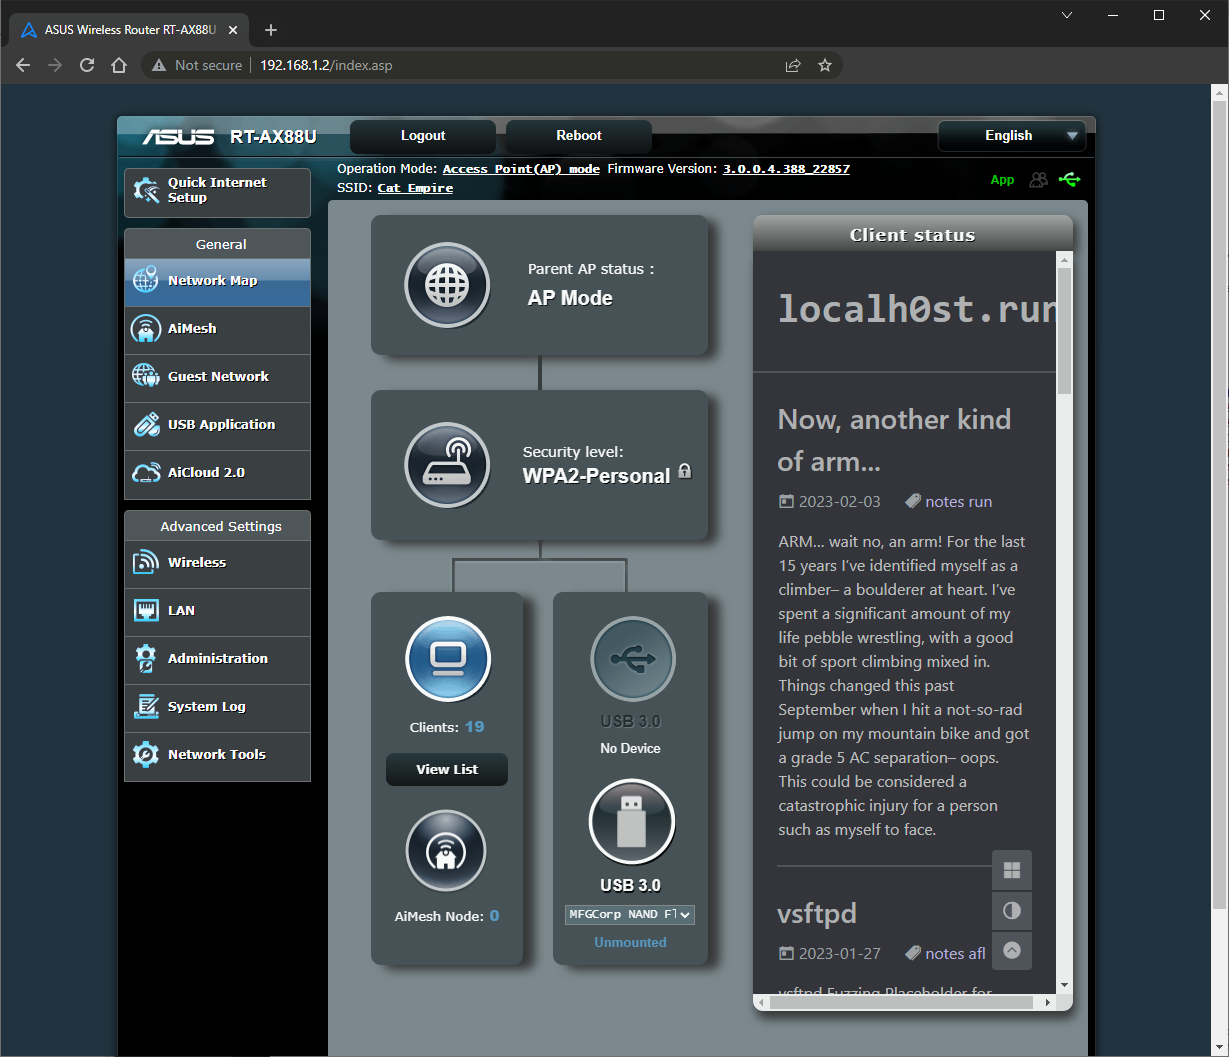 ASUS Wireless Router RT-AX88U
Not secure
192.168.1.2/index.asp
ASUS RT-AX88U
Logout
Reboot
English
Operation Mode: Access Point(AP) mode Firmware Version: 3.0.0.4.388_22857
SSID: Cat Empire
App
Quick Internet
Setup
General
Network Map
AiMesh
Guest Network
USB Application
AiCloud 2.0
Advanced Settings
Wireless
LAN
Administration
System Log
Network Tools
Parent AP status :
AP Mode
Security level:
WPA2-Personal
Clients: 19
View List
AiMesh Node: 0
USB 3.0
No Device
USB 3.0
MFGCorp NAND Fl
Unmounted
Client status
localh0st.run
Now, another kind
of arm...
2023-02-03 notes run
ARM… wait no, an arm! For the last
15 years I’ve identified myself as a
climber– a boulderer at heart. I’ve
spent a significant amount of my
life pebble wrestling, with a good
bit of sport climbing mixed in.
Things changed this past
September when I hit a not-so-rad
jump on my mountain bike and got
a grade 5 AC separation– oops.
This could be considered a
catastrophic injury for a person
such as myself to face.
vsftpd
2023-01-27 notes afl
vsftpd Fuzzing Placeholder for